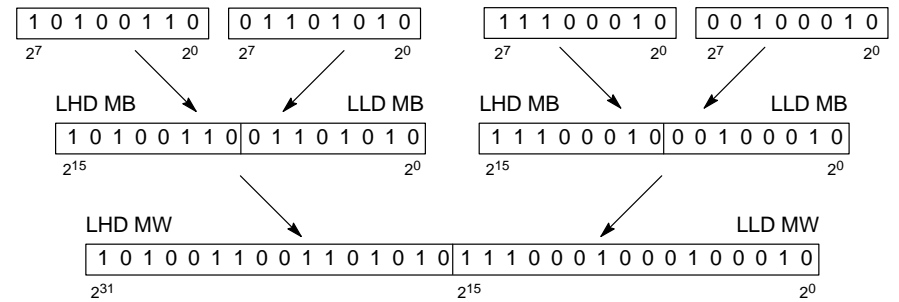 1 0 1 0 0 1 1 0 0 1 1 0 1 0 1 0 1 1 1 0 0 0 1 0 0 0 1 0 0 0 1 0
2⁷ 2⁰ 2⁷ 2⁰ 2⁷ 2⁰ 2⁷ 2⁰
LHD MB LLD MB LHD MB LLD MB
1 0 1 0 0 1 1 0 0 1 1 0 1 0 1 0 1 1 1 0 0 0 1 0 0 0 1 0 0 0 1 0
2¹⁵ 2⁰ 2¹⁵ 2⁰
LHD MW LLD MW
1 0 1 0 0 1 1 0 0 1 1 0 1 0 1 0 1 1 1 0 0 0 1 0 0 0 1 0 0 0 1 0
2³¹ 2¹⁵ 2⁰